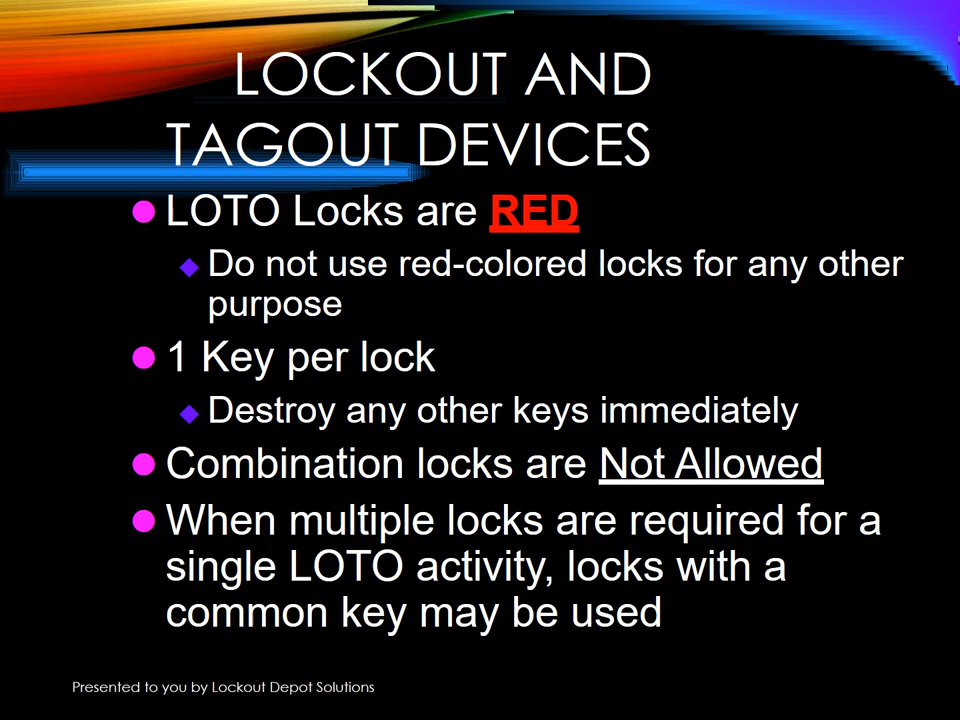 LOCKOUT AND
TAGOUT DEVICES
LOTO Locks are RED
Do not use red-colored locks for any other
purpose
1 Key per lock
Destroy any other keys immediately
Combination locks are Not Allowed
When multiple locks are required for a
single LOTO activity, locks with a
common key may be used
Presented to you by Lockout Depot Solutions